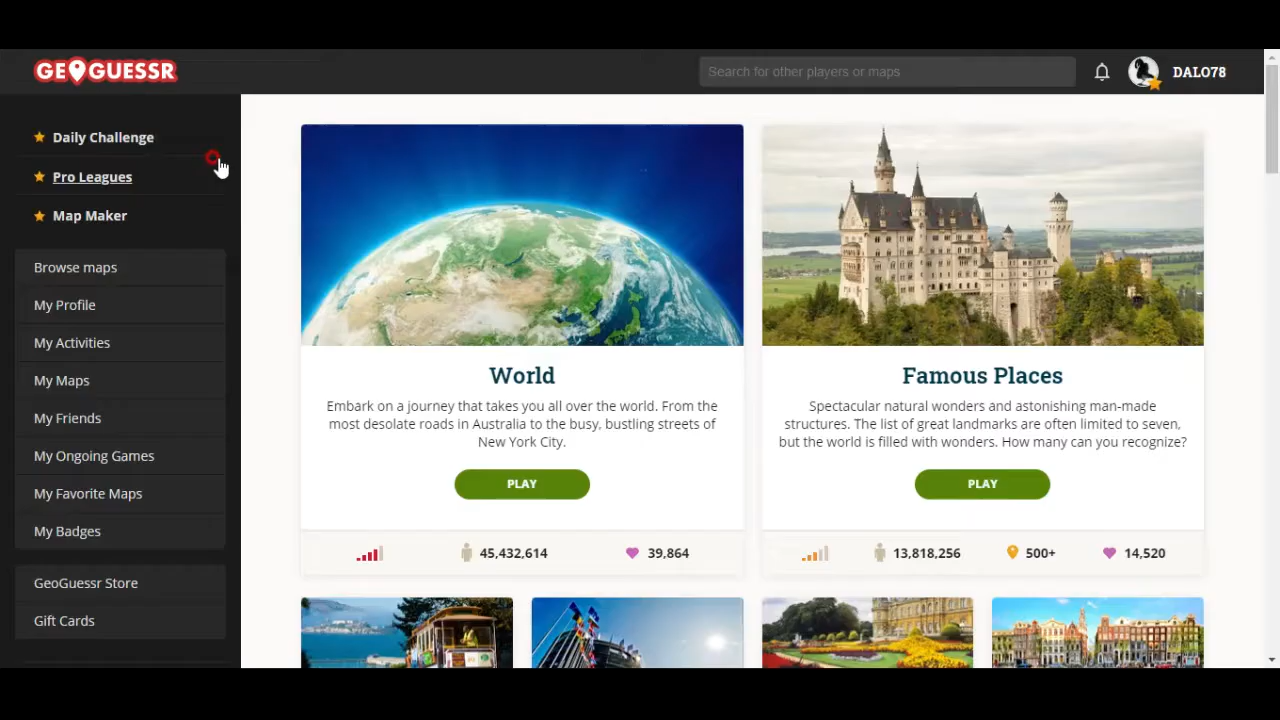 GEOGUESSR
Search for other players or maps
DALO78
Daily Challenge
Pro Leagues
Map Maker
Browse maps
My Profile
My Activities
My Maps
My Friends
My Ongoing Games
My Favorite Maps
My Badges
GeoGuessr Store
Gift Cards
World
Embark on a journey that takes you all over the world. From the
most desolate roads in Australia to the busy, bustling streets of
New York City.
PLAY
45,432,614
39,864
Famous Places
Spectacular natural wonders and astonishing man-made
structures. The list of great landmarks are often limited to seven,
but the world is filled with wonders. How many can you recognize?
PLAY
13,818,256
500+
14,520